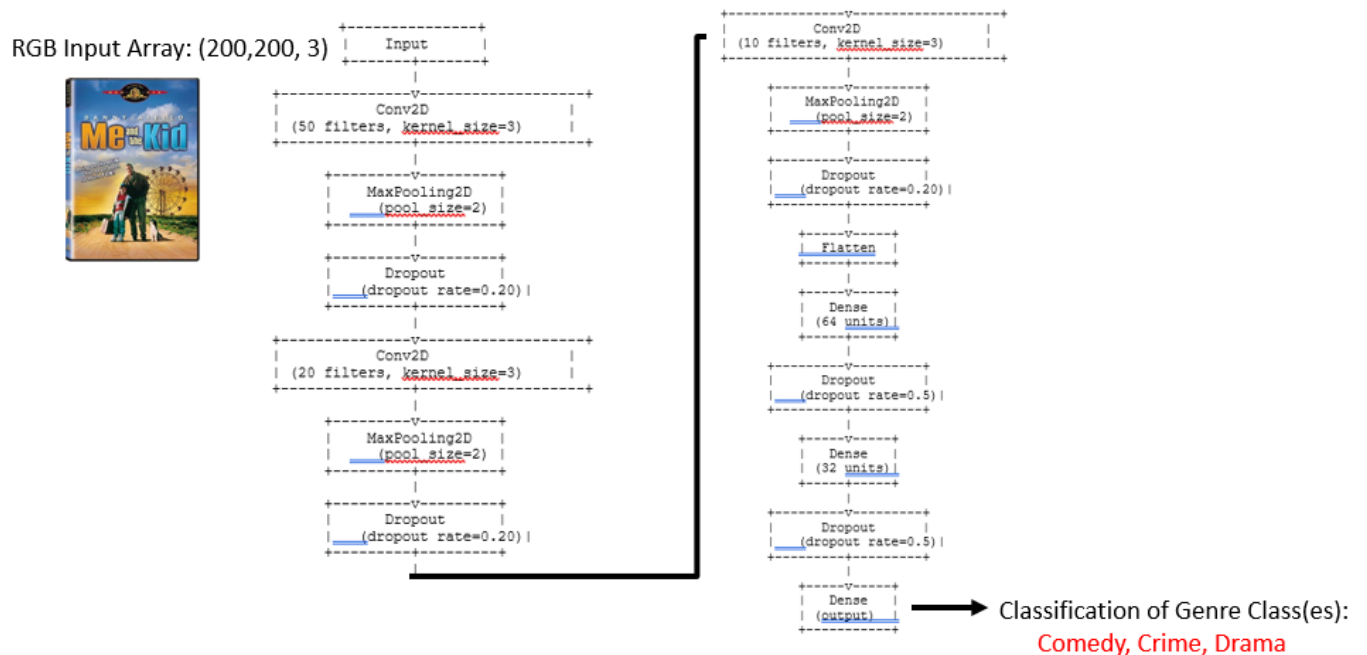 RGB Input Array: (200,200, 3)
Me and the Kid
Input
Conv2D
(50 filters, kernel_size=3)
MaxPooling2D
(pool_size=2)
Dropout
(dropout rate=0.20)
Conv2D
(20 filters, kernel_size=3)
MaxPooling2D
(pool_size=2)
Dropout
(dropout rate=0.20)
Conv2D
(10 filters, kernel_size=3)
MaxPooling2D
(pool_size=2)
Dropout
(dropout rate=0.20)
Flatten
Dense
(64 units)
Dropout
(dropout rate=0.5)
Dense
(32 units)
Dropout
(dropout rate=0.5)
Dense
(output)
Classification of Genre Class(es):
Comedy, Crime, Drama